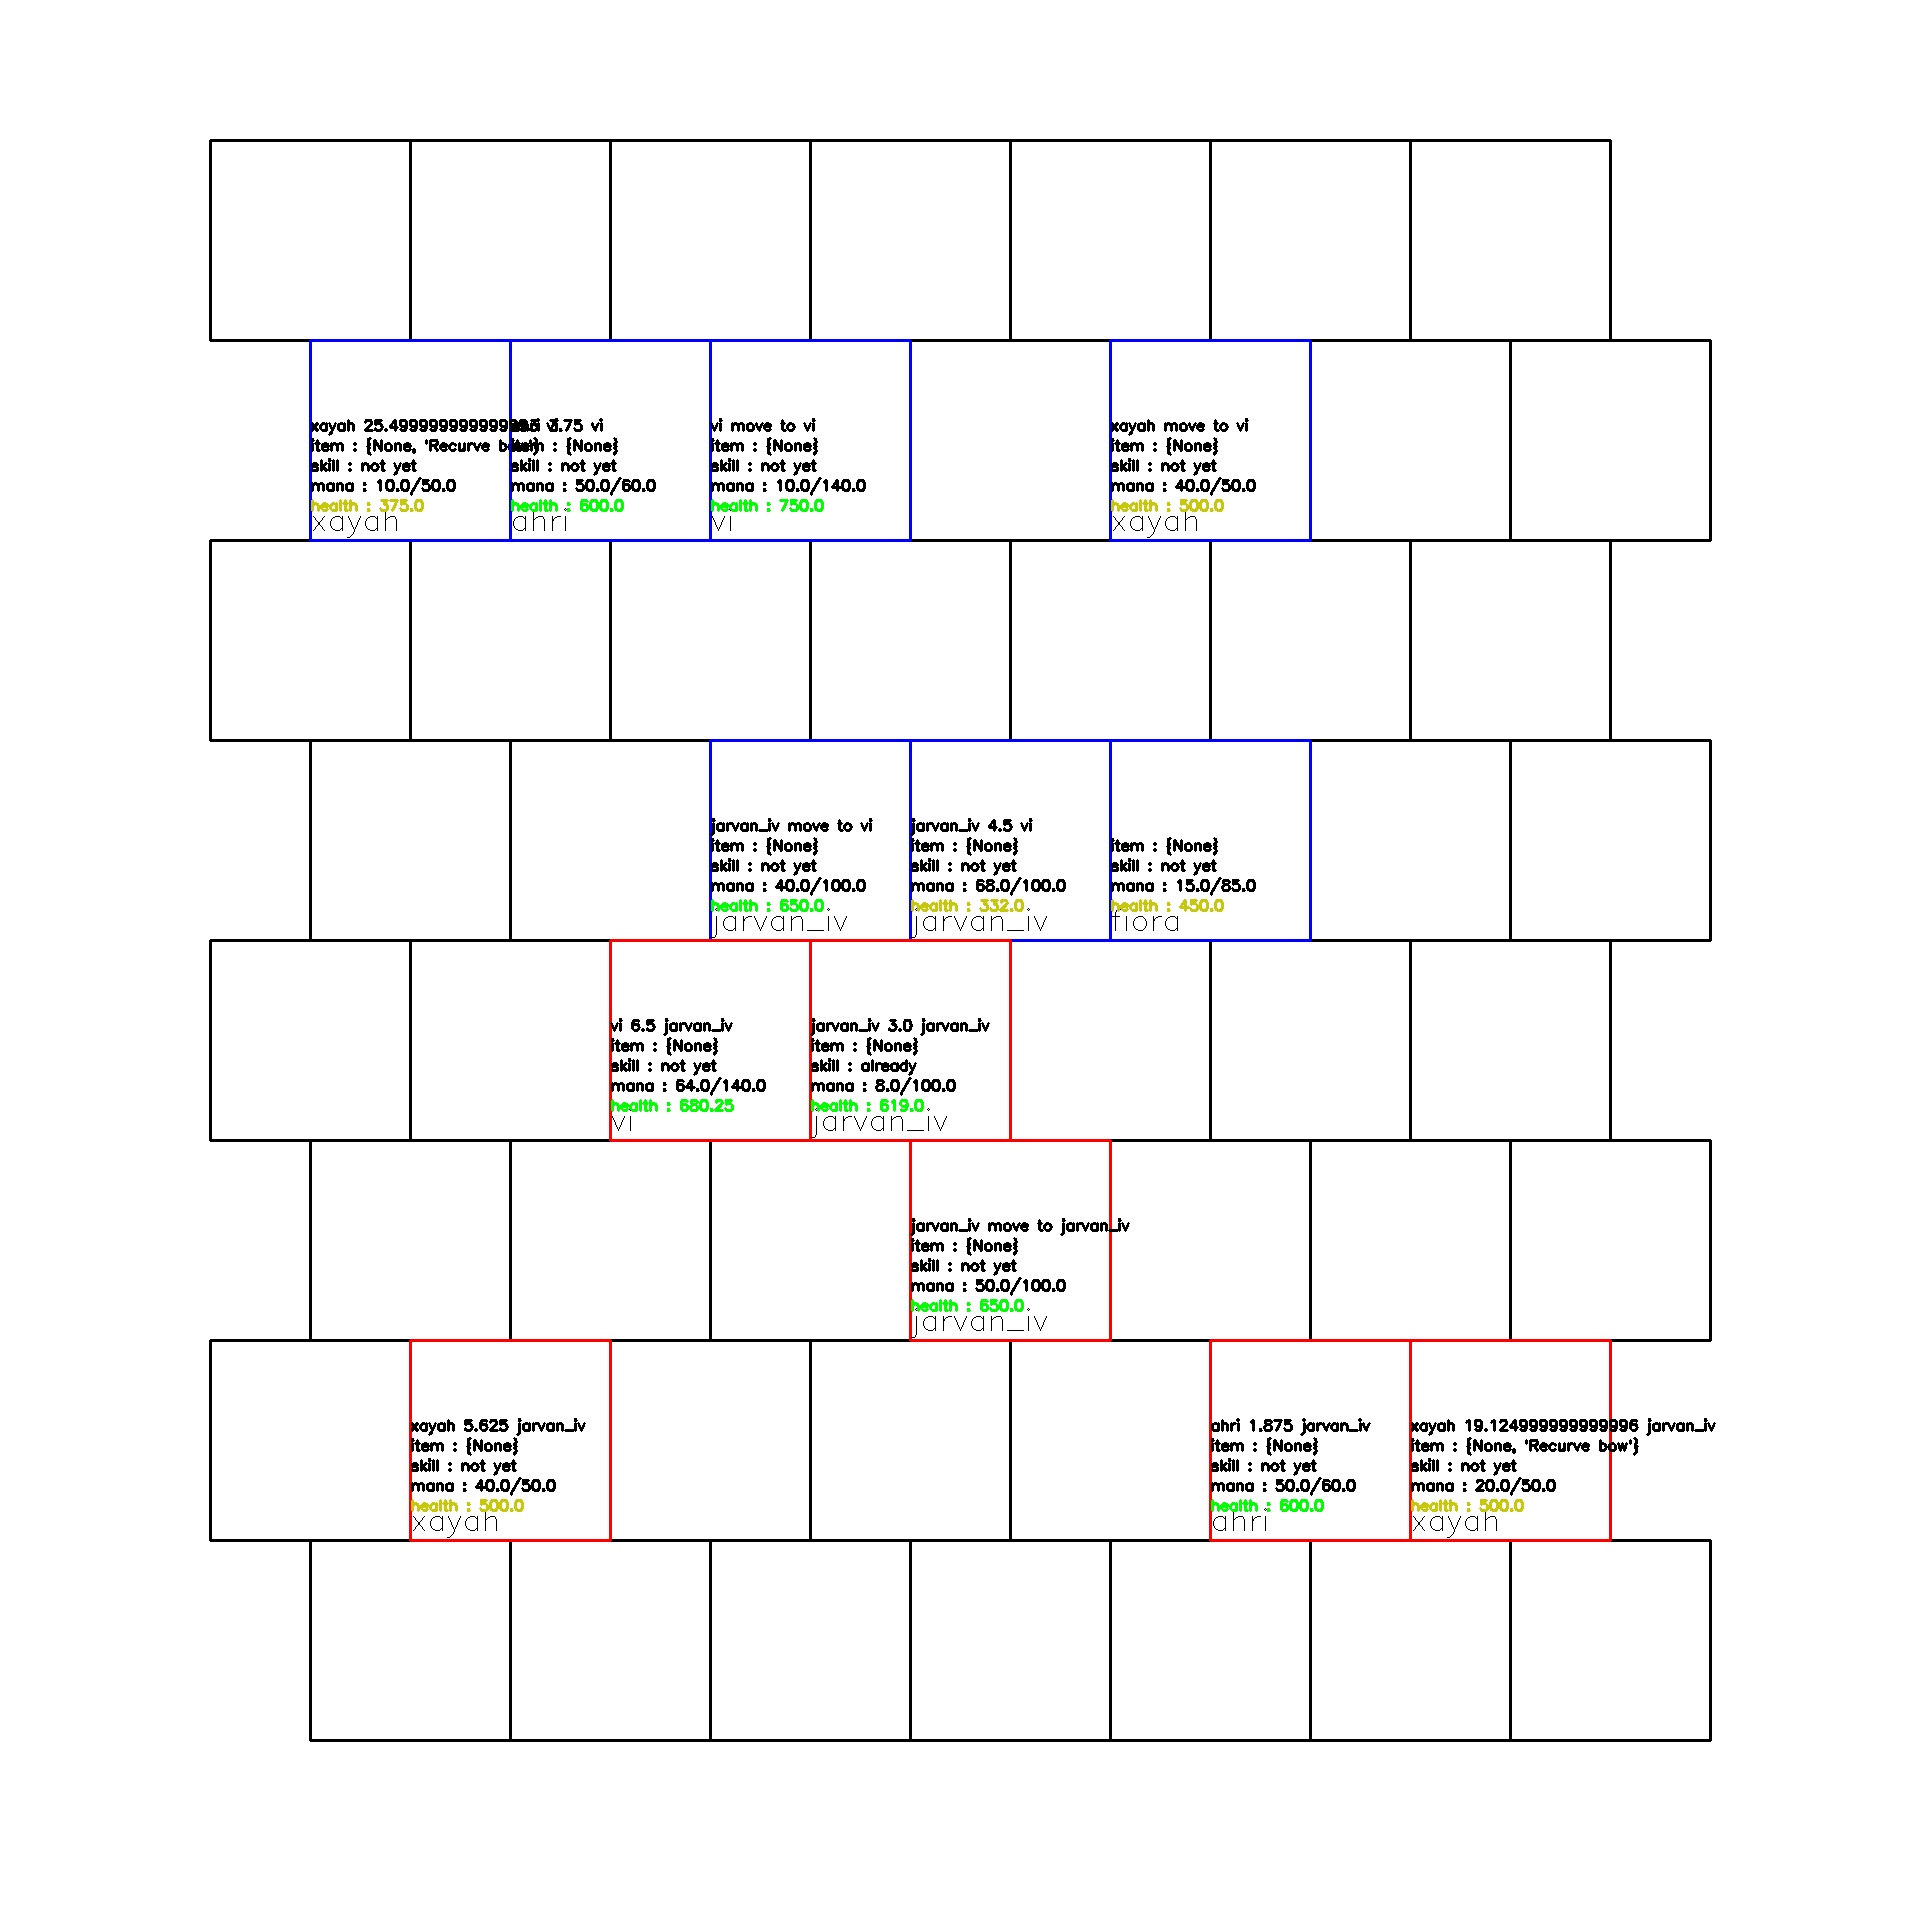 xayah 25.499999999999993 vi
item : {None, 'Recurve bow'}
skill : not yet
mana : 10.0/50.0
health : 375.0
xayah
ahri 3.75 vi
item : {None}
skill : not yet
mana : 50.0/60.0
health : 600.0
ahri
vi move to vi
item : {None}
skill : not yet
mana : 10.0/140.0
health : 750.0
vi
xayah move to vi
item : {None}
skill : not yet
mana : 40.0/50.0
health : 500.0
xayah
jarvan_iv move to vi
item : {None}
skill : not yet
mana : 40.0/100.0
health : 650.0
jarvan_iv
jarvan_iv 4.5 vi
item : {None}
skill : not yet
mana : 68.0/100.0
health : 332.0
jarvan_iv
item : {None}
skill : not yet
mana : 15.0/85.0
health : 450.0
fiora
vi 6.5 jarvan_iv
item : {None}
skill : not yet
mana : 64.0/140.0
health : 680.25
vi
jarvan_iv 3.0 jarvan_iv
item : {None}
skill : already
mana : 8.0/100.0
health : 619.0
jarvan_iv
jarvan_iv move to jarvan_iv
item : {None}
skill : not yet
mana : 50.0/100.0
health : 650.0
jarvan_iv
xayah 5.625 jarvan_iv
item : {None}
skill : not yet
mana : 40.0/50.0
health : 500.0
xayah
ahri 1.875 jarvan_iv
item : {None}
skill : not yet
mana : 50.0/60.0
health : 600.0
ahri
xayah 19.124999999999996 jarvan_iv
item : {None, 'Recurve bow'}
skill : not yet
mana : 20.0/50.0
health : 500.0
xayah